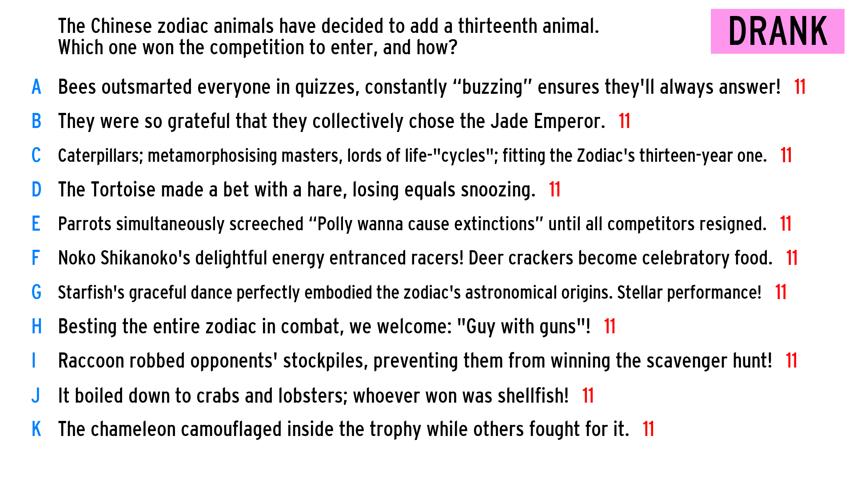 The Chinese zodiac animals have decided to add a thirteenth animal.
Which one won the competition to enter, and how?
DRANK
A Bees outsmarted everyone in quizzes, constantly “buzzing” ensures they'll always answer! 11
B They were so grateful that they collectively chose the Jade Emperor. 11
C Caterpillars; metamorphosising masters, lords of life-"cycles"; fitting the Zodiac's thirteen-year one. 11
D The Tortoise made a bet with a hare, losing equals snoozing. 11
E Parrots simultaneously screeched “Polly wanna cause extinctions” until all competitors resigned. 11
F Noko Shikanoko's delightful energy entranced racers! Deer crackers become celebratory food. 11
G Starfish's graceful dance perfectly embodied the zodiac's astronomical origins. Stellar performance! 11
H Besting the entire zodiac in combat, we welcome: "Guy with guns"! 11
I Raccoon robbed opponents' stockpiles, preventing them from winning the scavenger hunt! 11
J It boiled down to crabs and lobsters; whoever won was shellfish! 11
K The chameleon camouflaged inside the trophy while others fought for it. 11